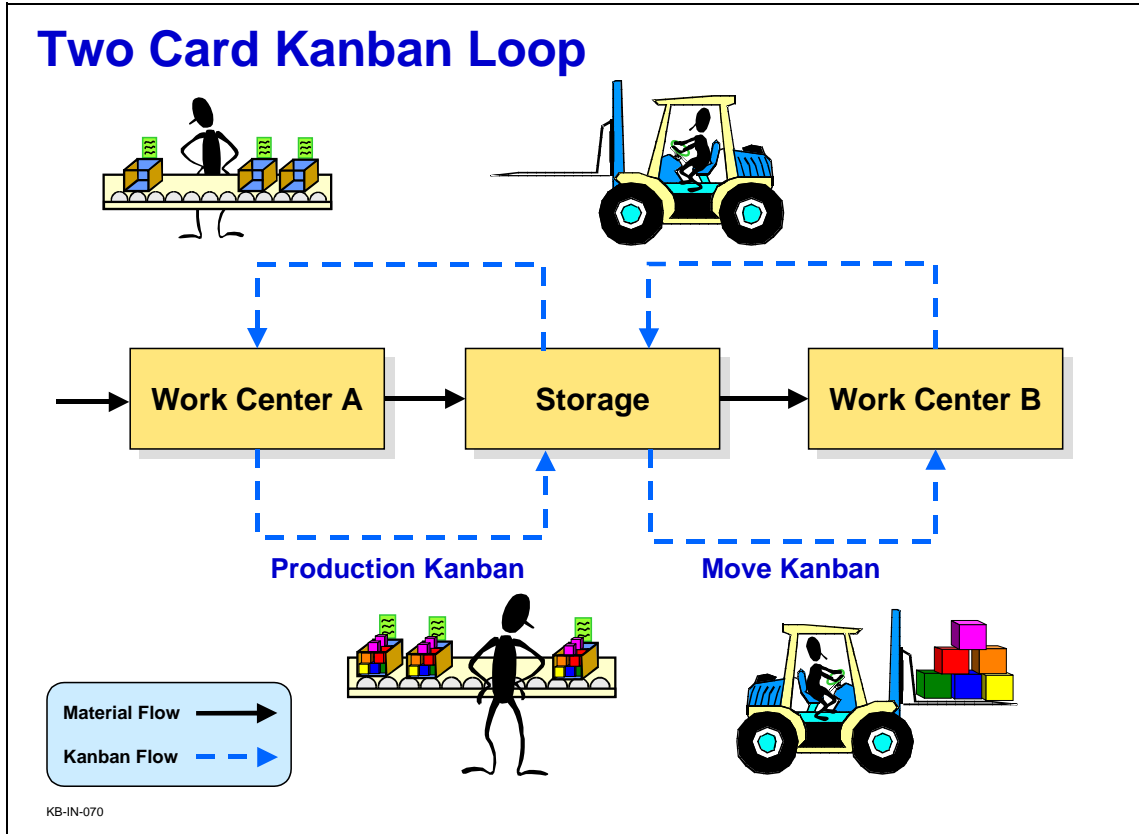 Two Card Kanban Loop
Work Center A
Storage
Work Center B
Production Kanban
Move Kanban
Material Flow
Kanban Flow
KB-IN-070